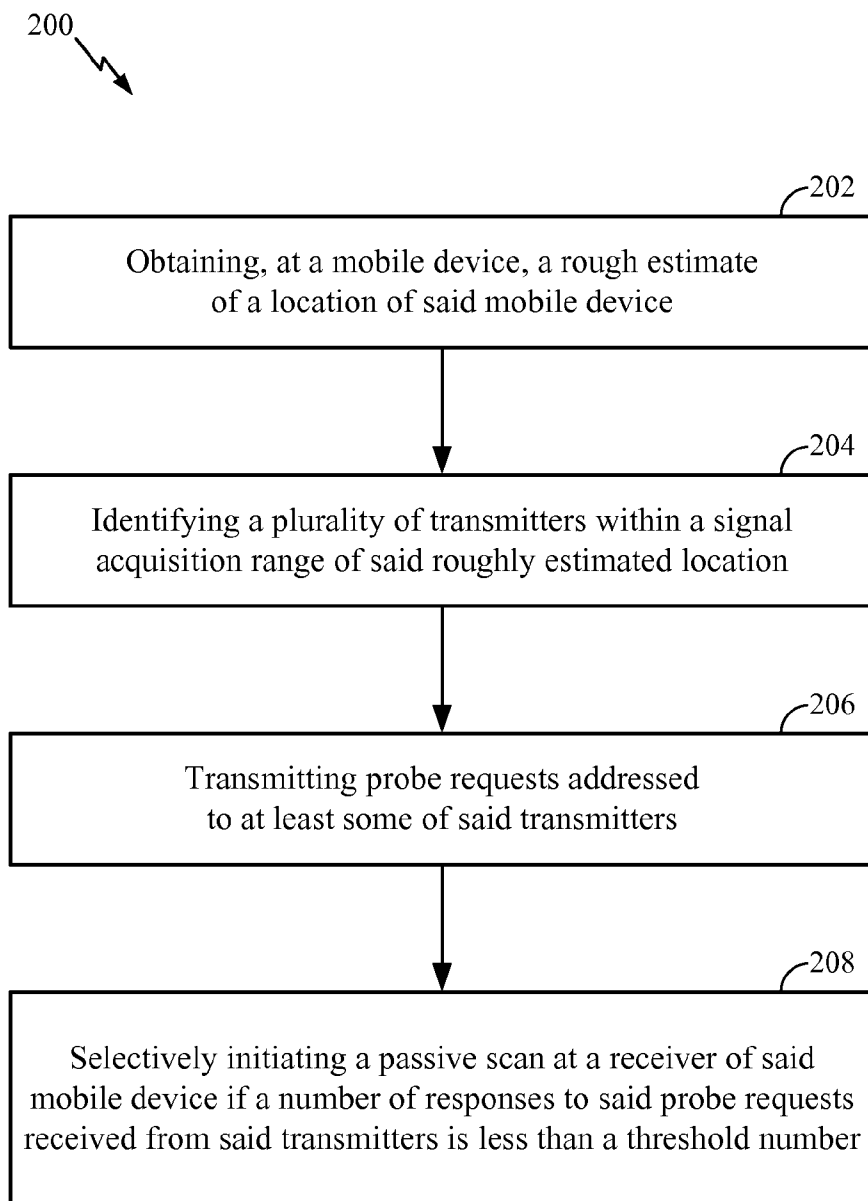 200
202
Obtaining, at a mobile device, a rough estimate
of a location of said mobile device
204
Identifying a plurality of transmitters within a signal
acquisition range of said roughly estimated location
206
Transmitting probe requests addressed
to at least some of said transmitters
208
Selectively initiating a passive scan at a receiver of said
mobile device if a number of responses to said probe requests
received from said transmitters is less than a threshold number